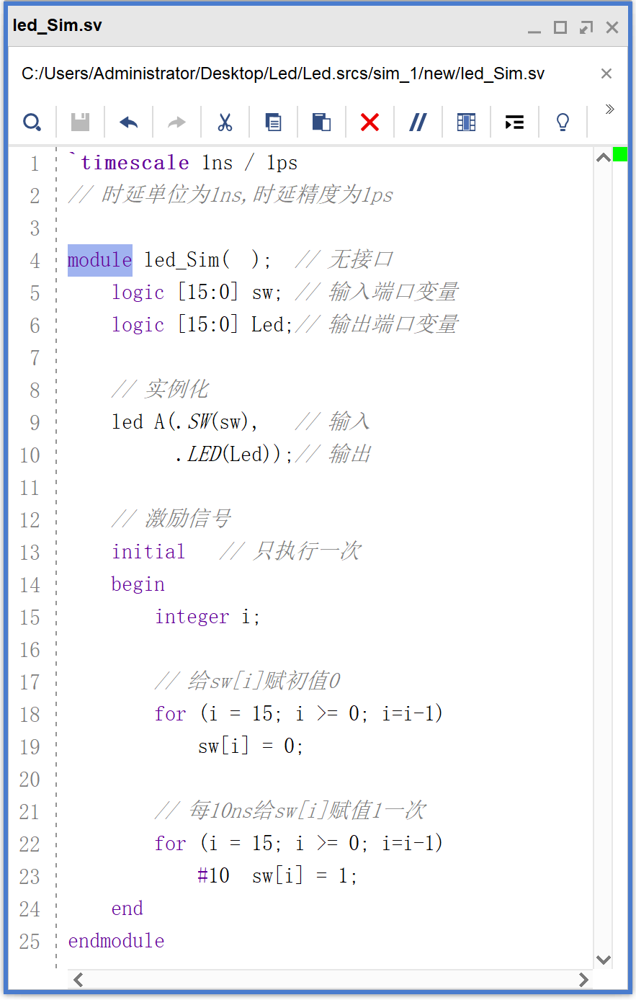 led_Sim.sv
C:/Users/Administrator/Desktop/Led/Led.srcs/sim_1/new/led_Sim.sv
1 `timescale 1ns / 1ps
2 // 时延单位为1ns,时延精度为1ps
3
4 module led_Sim(  );  // 无接口
5     logic [15:0] sw; // 输入端口变量
6     logic [15:0] Led;// 输出端口变量
7
8     // 实例化
9     led A(.SW(sw),   // 输入
10           .LED(Led));// 输出
11
12     // 激励信号
13     initial   // 只执行一次
14     begin
15         integer i;
16
17         // 给sw[i]赋初值0
18         for (i = 15; i >= 0; i=i-1)
19             sw[i] = 0;
20
21         // 每10ns给sw[i]赋值1一次
22         for (i = 15; i >= 0; i=i-1)
23             #10  sw[i] = 1;
24     end
25 endmodule